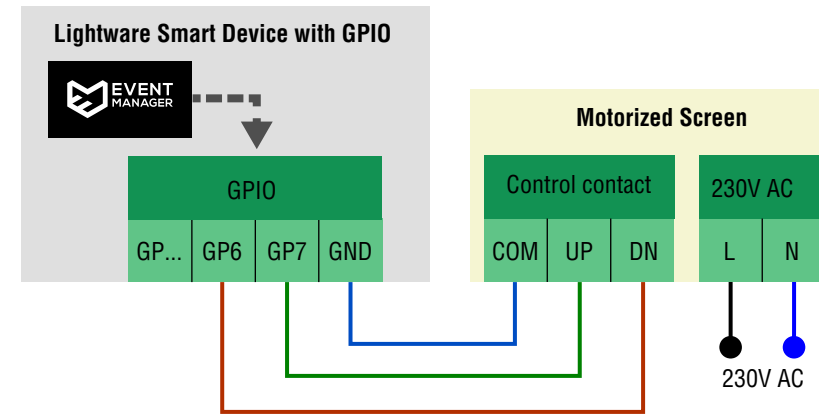 Lightware Smart Device with GPIO
EVENT
MANAGER
Motorized Screen
GPIO
Control contact
230V AC
GP... GP6 GP7 GND
COM UP DN
L N
230V AC